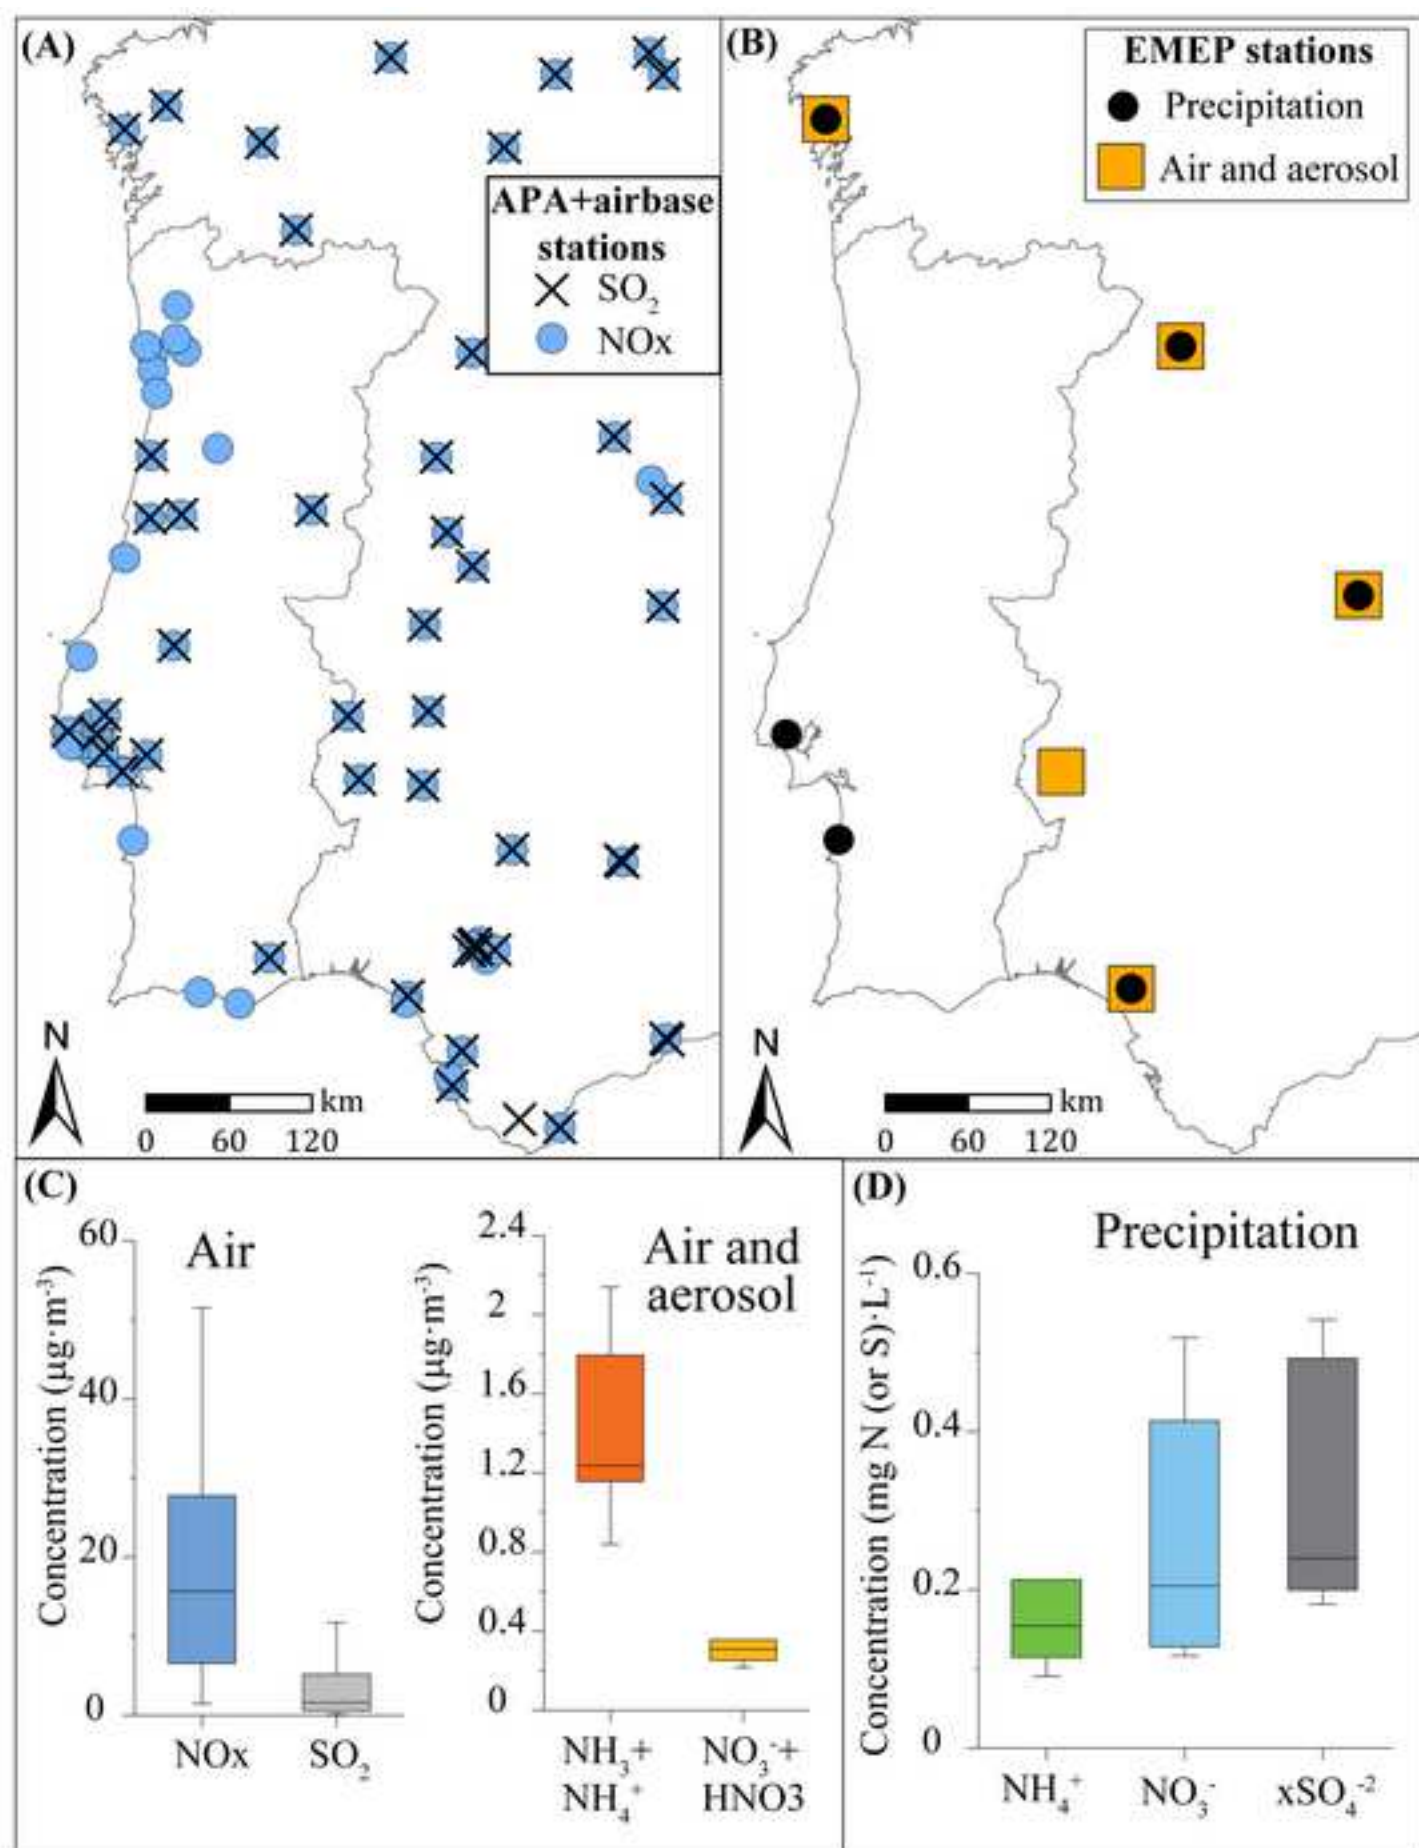 (A)
APA+airbase
stations
SO₂
NOx
N
km
0 60 120
(B)
EMEP stations
Precipitation
Air and aerosol
N
km
0 60 120
(C)
Air
Concentration (µg·m⁻³)
60
40
20
0
NOx SO₂
Air and
aerosol
Concentration (µg·m⁻³)
2.4
2
1.6
1.2
0.8
0.4
0
NH₃+ NO₃⁻+
NH₄⁺ HNO3
(D)
Precipitation
Concentration (mg N (or S)·L⁻¹)
0.6
0.4
0.2
0
NH₄⁺ NO₃⁻ xSO₄⁻²